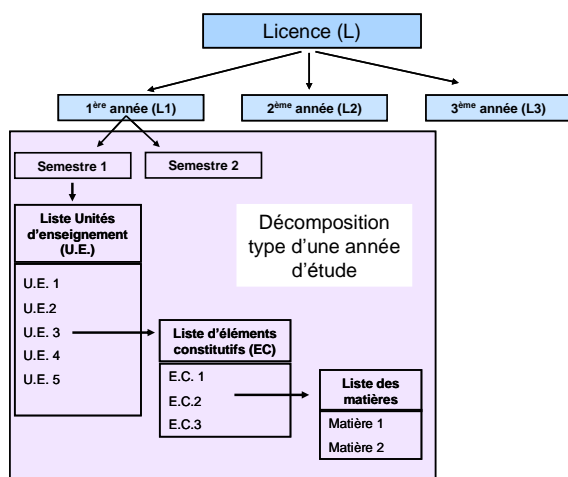 Licence (L)
1ère année (L1)
2ème année (L2)
3ème année (L3)
Semestre 1
Semestre 2
Liste Unités
d'enseignement
(U.E.)
Décomposition
type d'une année
d'étude
U.E. 1
U.E.2
U.E. 3
U.E. 4
U.E. 5
Liste d'éléments
constitutifs (EC)
E.C. 1
E.C.2
E.C.3
Liste des
matières
Matière 1
Matière 2